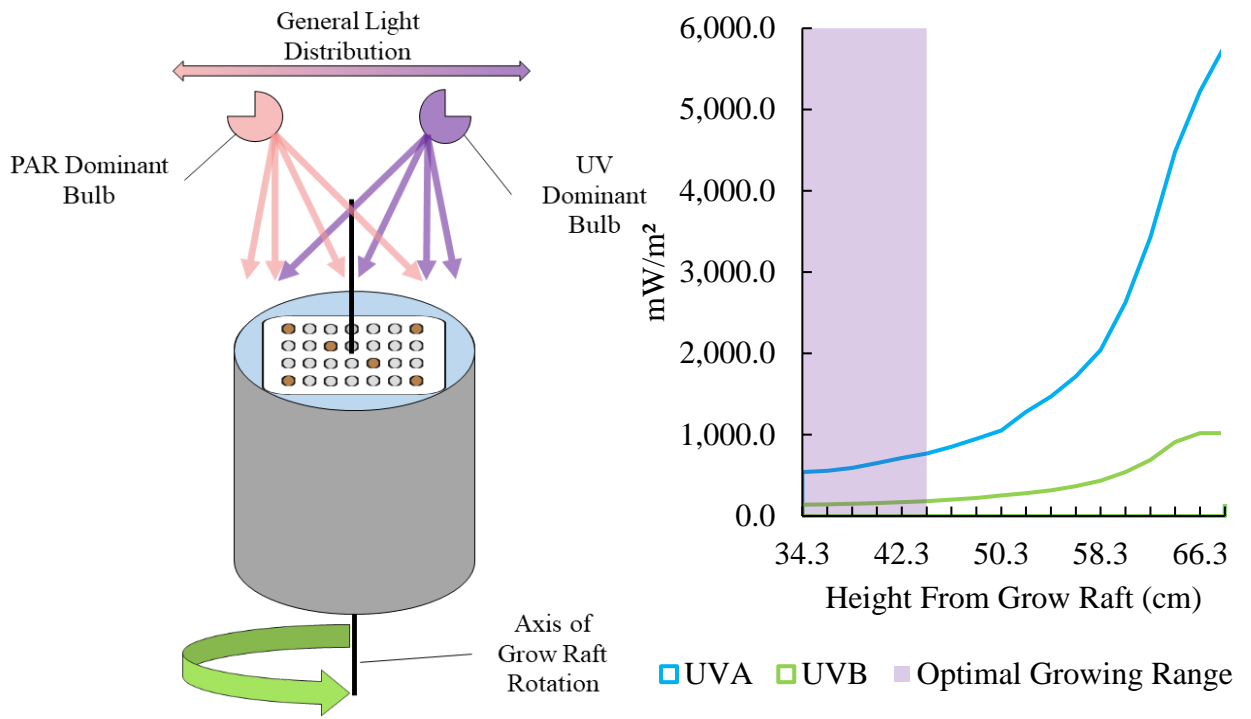 General Light
Distribution
PAR Dominant
Bulb
UV
Dominant
Bulb
Axis of
Grow Raft
Rotation
6,000.0
5,000.0
4,000.0
3,000.0
2,000.0
1,000.0
0.0
mW/m²
34.3 42.3 50.3 58.3 66.3
Height From Grow Raft (cm)
UVA UVB Optimal Growing Range